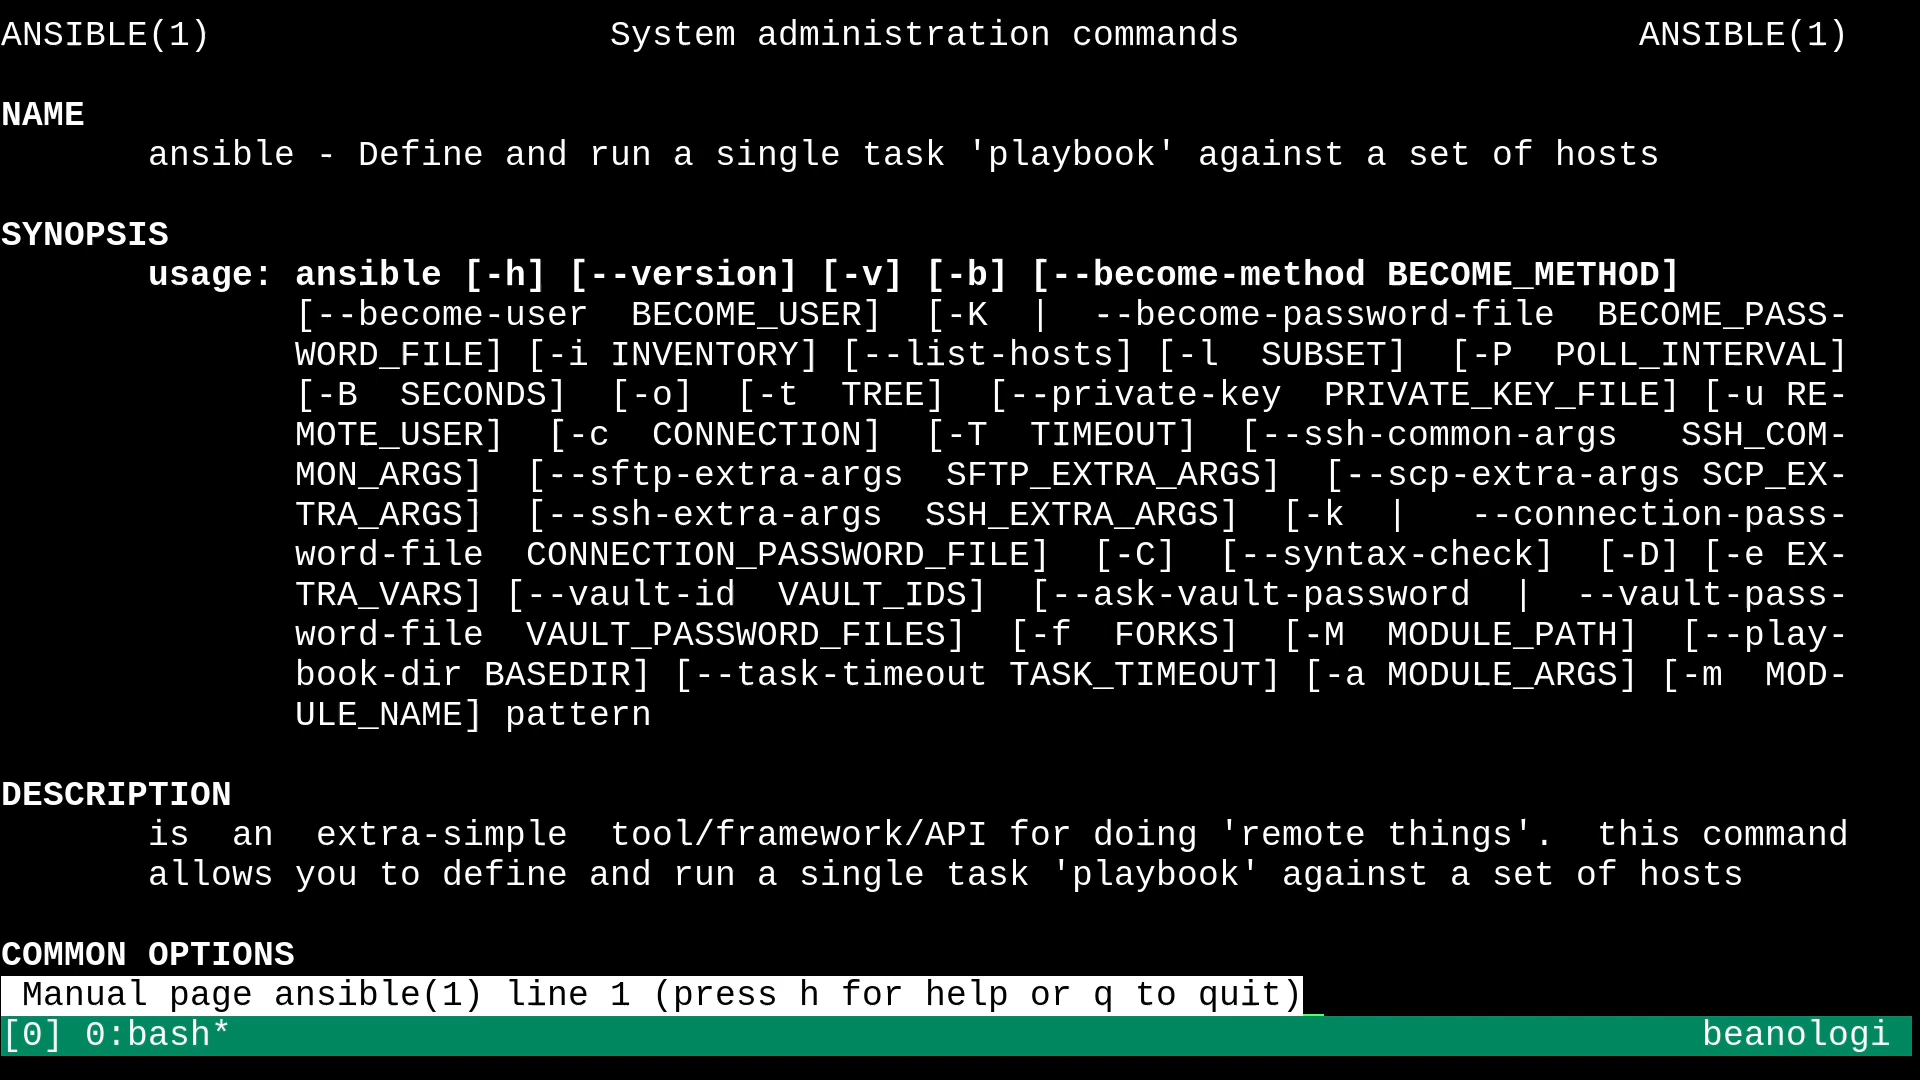 ANSIBLE(1)                   System administration commands                   ANSIBLE(1)
NAME
ansible - Define and run a single task 'playbook' against a set of hosts
SYNOPSIS
usage: ansible [-h] [--version] [-v] [-b] [--become-method BECOME_METHOD]
[--become-user  BECOME_USER]  [-K  |  --become-password-file  BECOME_PASS-
WORD_FILE] [-i INVENTORY] [--list-hosts] [-l  SUBSET]  [-P  POLL_INTERVAL]
[-B  SECONDS]  [-o]  [-t  TREE]  [--private-key  PRIVATE_KEY_FILE] [-u RE-
MOTE_USER]  [-c  CONNECTION]  [-T  TIMEOUT]  [--ssh-common-args   SSH_COM-
MON_ARGS]  [--sftp-extra-args  SFTP_EXTRA_ARGS]  [--scp-extra-args SCP_EX-
TRA_ARGS]  [--ssh-extra-args  SSH_EXTRA_ARGS]  [-k  |   --connection-pass-
word-file  CONNECTION_PASSWORD_FILE]  [-C]  [--syntax-check]  [-D] [-e EX-
TRA_VARS] [--vault-id  VAULT_IDS]  [--ask-vault-password  |  --vault-pass-
word-file  VAULT_PASSWORD_FILES]  [-f  FORKS]  [-M  MODULE_PATH]  [--play-
book-dir BASEDIR] [--task-timeout TASK_TIMEOUT] [-a MODULE_ARGS] [-m  MOD-
ULE_NAME] pattern
DESCRIPTION
is  an  extra-simple  tool/framework/API for doing 'remote things'.  this command
allows you to define and run a single task 'playbook' against a set of hosts
COMMON OPTIONS
Manual page ansible(1) line 1 (press h for help or q to quit)
[0] 0:bash*                                                                      beanologi